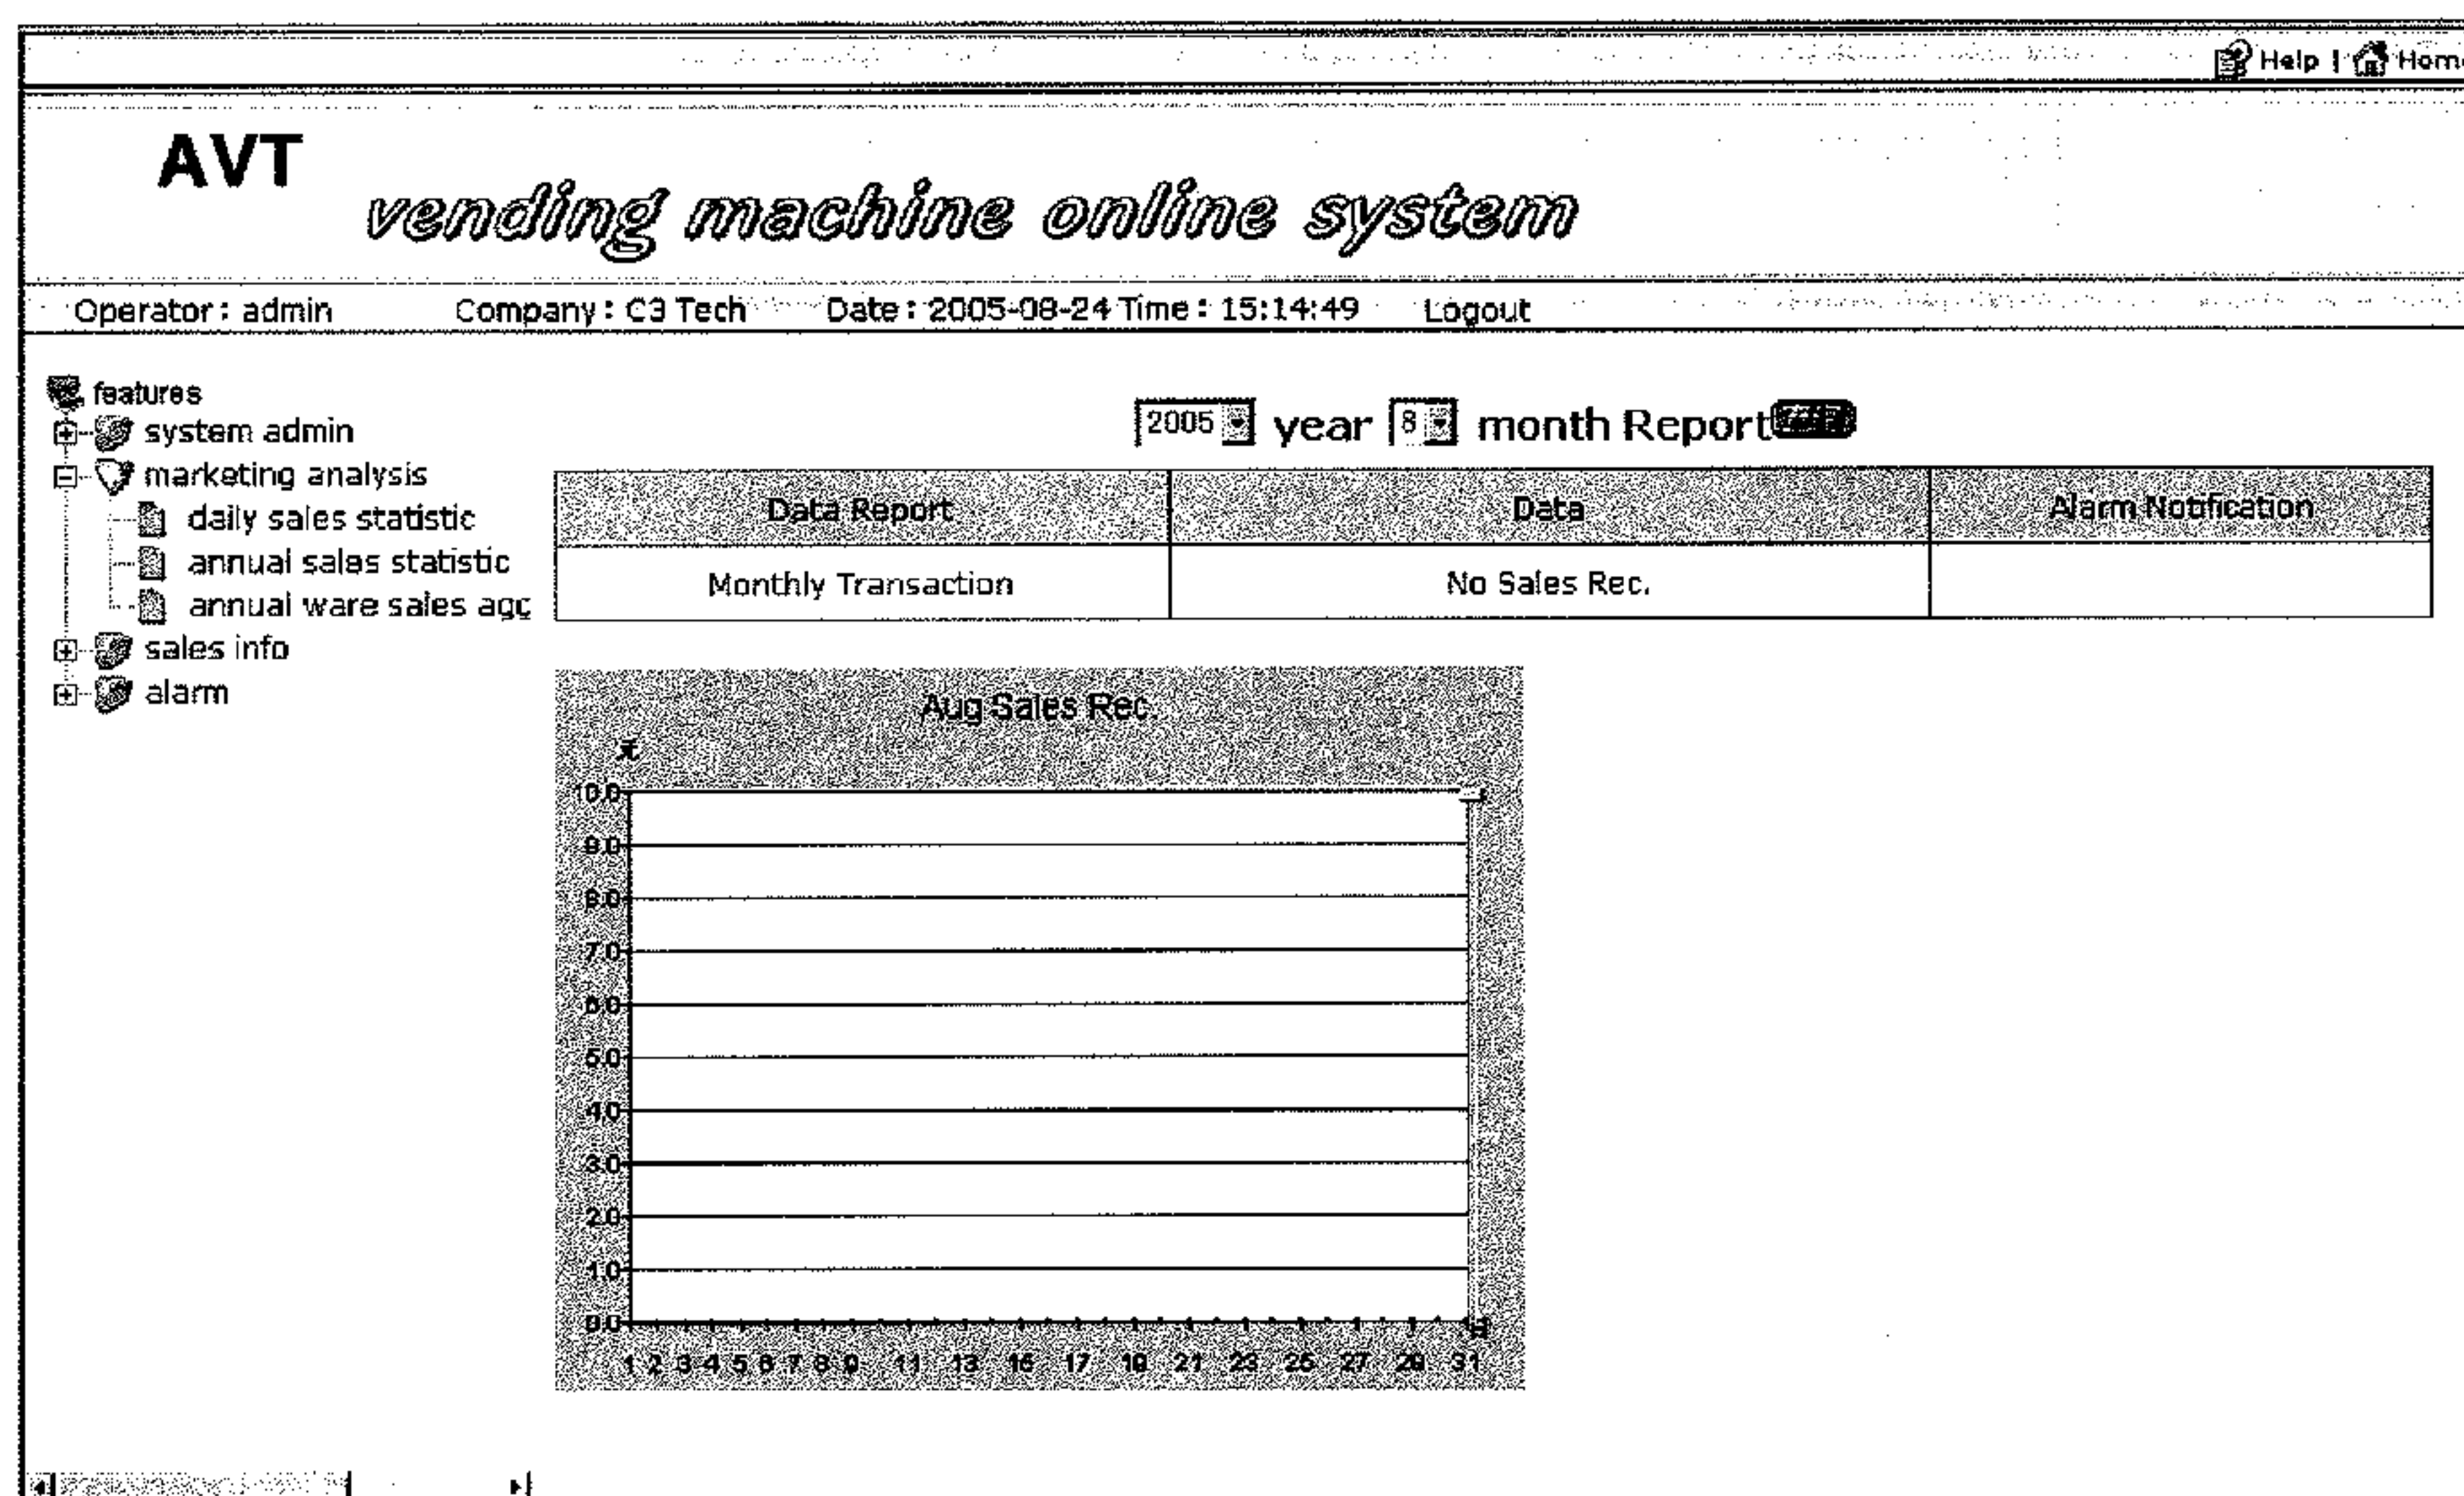 Help | Home
AVT
vending machine online system
Operator : admin Company : C3 Tech Date : 2005-08-24 Time : 15:14:49 Logout
features
system admin
marketing analysis
daily sales statistic
annual sales statistic
annual ware sales agg
sales info
alarm
2005 year 8 month Report
Data Report Data Alarm Notification
Monthly Transaction No Sales Rec.
Aug Sales Rec.
元
10.0
9.0
8.0
7.0
6.0
5.0
4.0
3.0
2.0
1.0
0.0
1 2 3 4 5 6 7 8 9 11 13 15 17 19 21 23 25 27 29 31